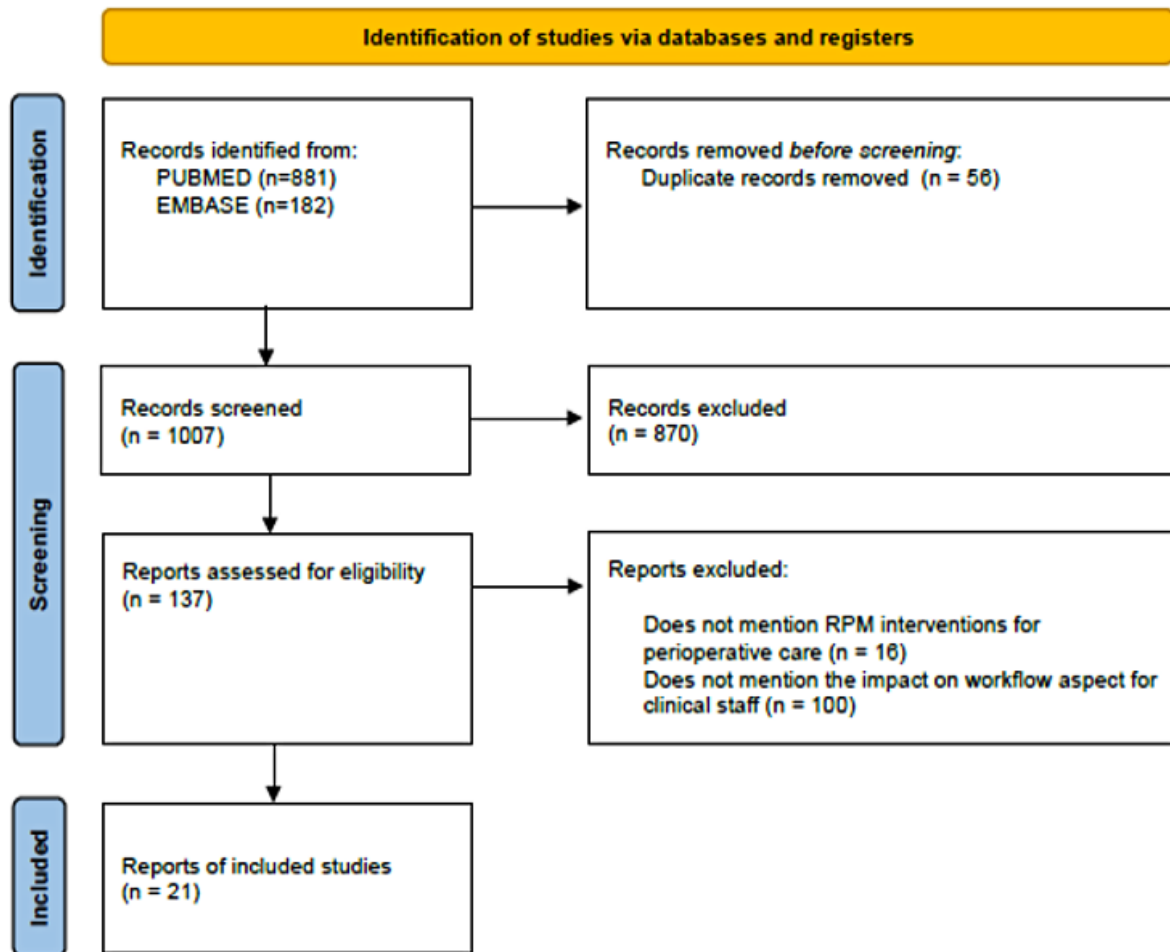 Identification of studies via databases and registers
Identification
Records identified from:
PUBMED (n=881)
EMBASE (n=182)
Records removed before screening:
Duplicate records removed (n = 56)
Screening
Records screened
(n = 1007)
Records excluded
(n = 870)
Reports assessed for eligibility
(n = 137)
Reports excluded:
Does not mention RPM interventions for
perioperative care (n = 16)
Does not mention the impact on workflow aspect for
clinical staff (n = 100)
Included
Reports of included studies
(n = 21)